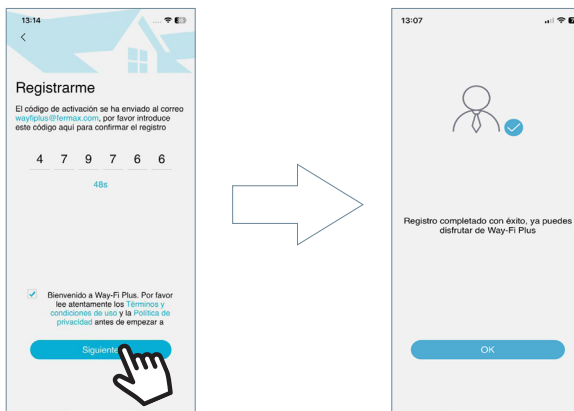 13:14
Registrarme
El código de activación se ha enviado al correo
wayfiplus@fermax.com, por favor introduce
este código aquí para confirmar el registro
4 7 9 7 6 6
48s
Bienvenido a Way-Fi Plus. Por favor
lee atentamente los Términos y
condiciones de uso y la Política de
privacidad antes de empezar a
Siguiente
13:07
Registro completado con éxito, ya puedes
disfrutar de Way-Fi Plus
OK